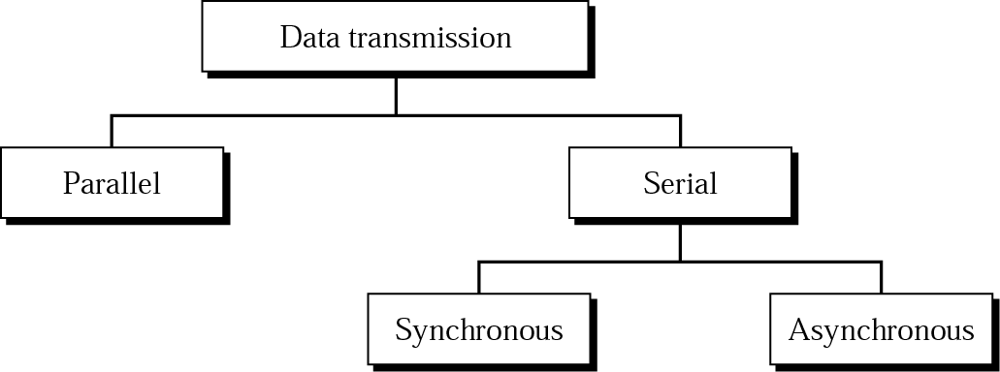 Data transmission
Parallel
Serial
Synchronous
Asynchronous